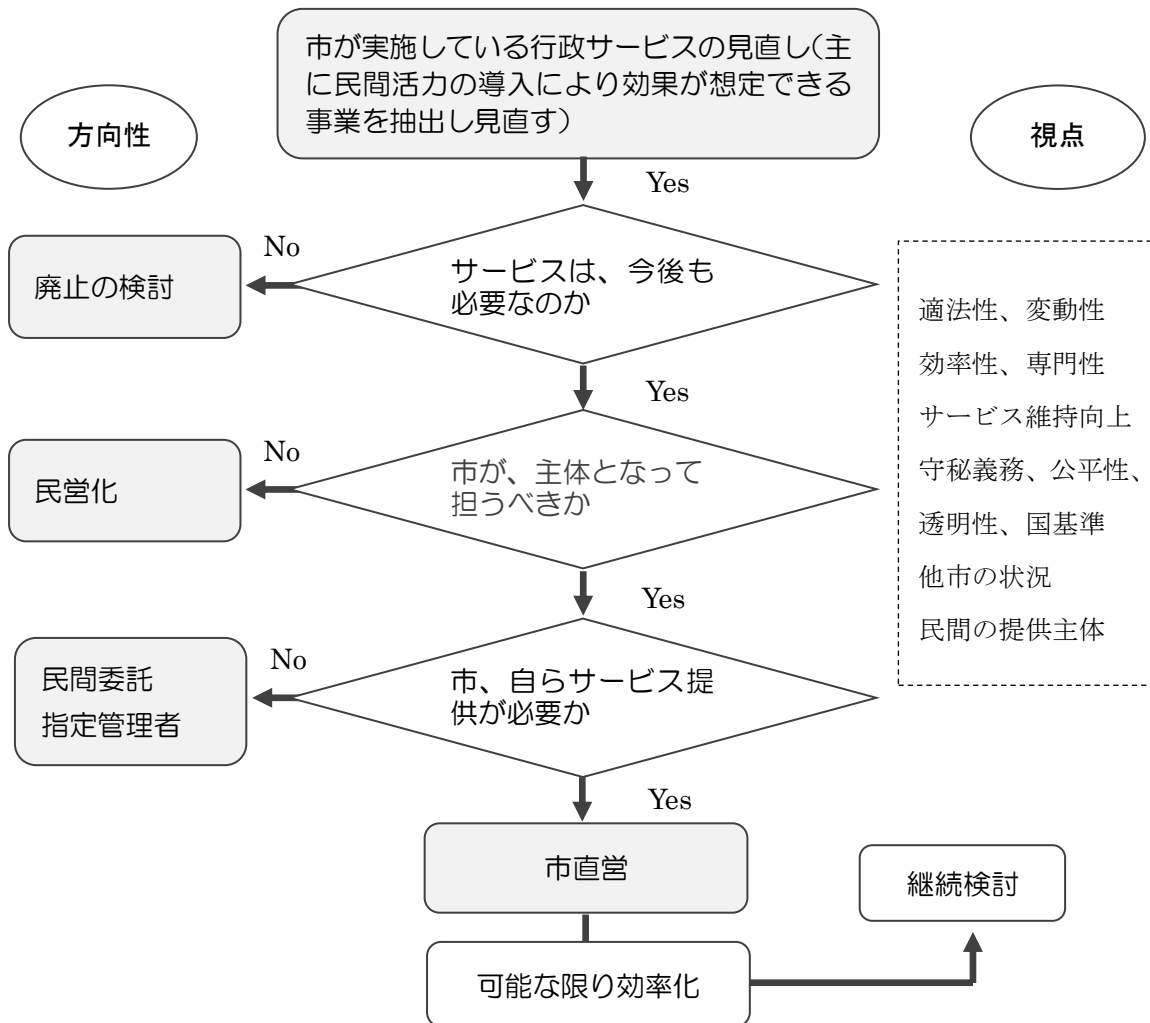 市が実施している行政サービスの見直し(主
に民間活力の導入により効果が想定できる
事業を抽出し見直す)
方向性
視点
Yes
No
サービスは、今後も
必要なのか
廃止の検討
適法性、変動性
効率性、専門性
サービス維持向上
守秘義務、公平性、
透明性、国基準
他市の状況
民間の提供主体
Yes
No
市が、主体となって
担うべきか
民営化
Yes
No
市、自らサービス提
供が必要か
民間委託
指定管理者
Yes
市直営
継続検討
可能な限り効率化